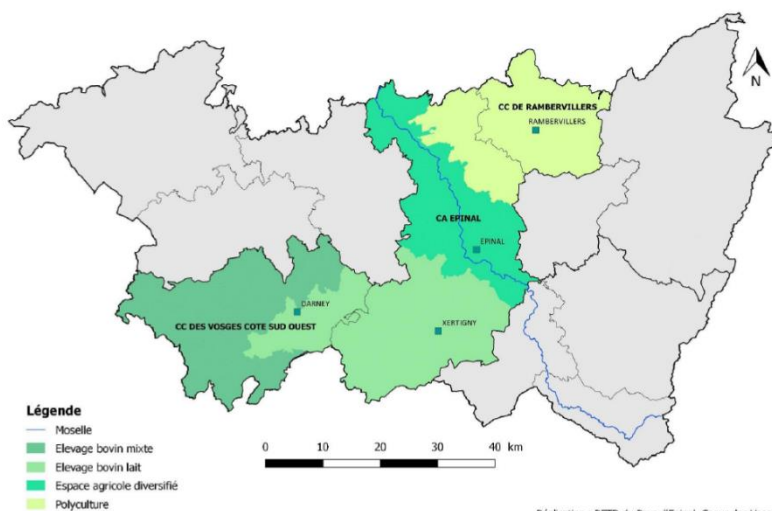 N
CC DE RAMBERVILLERS
RAMBERVILLERS
CA EPINAL
EPINAL
DARNEY
CC DES VOSGES COTE SUD OUEST
XERTIGNY
Légende
Moselle
Elevage bovin mixte
Elevage bovin lait
Espace agricole diversifié
Polyculture
0 10 20 30 40 km